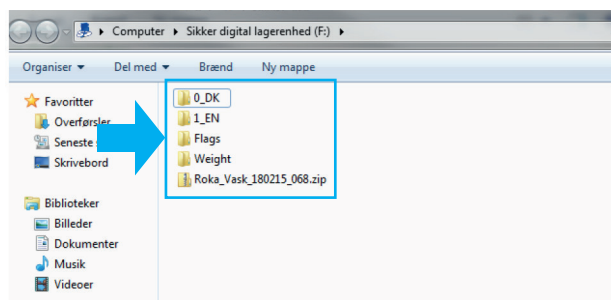 Computer ▸ Sikker digital lagerenhed (F:) ▸
Organiser ▾ Del med ▾ Brænd Ny mappe
Favoritter
Overførsler
Seneste
Skrivebord
Biblioteker
Billeder
Dokumenter
Musik
Videoer
0_DK
1_EN
Flags
Weight
Roka_Vask_180215_068.zip